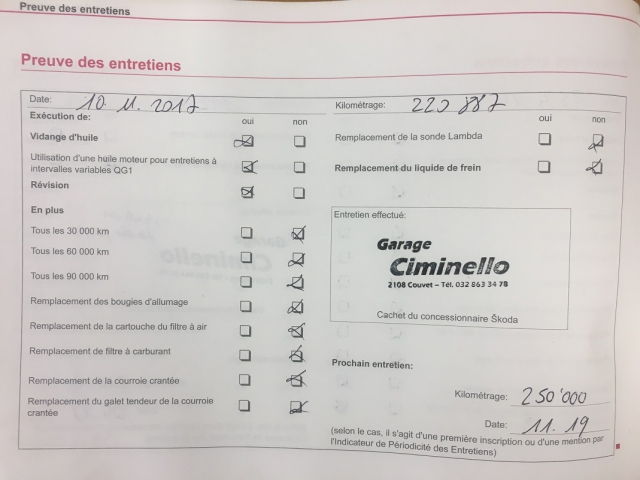 Preuve des entretiens
Preuve des entretiens
Date: 10. 11. 2017
Kilométrage: 220 887
Exécution de:
oui
non
Vidange d'huile
Utilisation d'une huile moteur pour entretiens à
intervalles variables QG1
Révision
En plus
Tous les 30 000 km
Tous les 60 000 km
Tous les 90 000 km
Remplacement des bougies d'allumage
Remplacement de la cartouche du filtre à air
Remplacement de filtre à carburant
Remplacement de la courroie crantée
Remplacement du galet tendeur de la courroie
crantée
oui
non
Remplacement de la sonde Lambda
Remplacement du liquide de frein
Entretien effectué:
Garage
Ciminello
2108 Couvet – Tél. 032 863 34 78
Cachet du concessionaire Škoda
Prochain entretien:
Kilométrage: 250'000
Date: 11. 19
(selon le cas, il s'agit d'une première inscription ou d'une mention par
l'Indicateur de Périodicité des Entretiens)